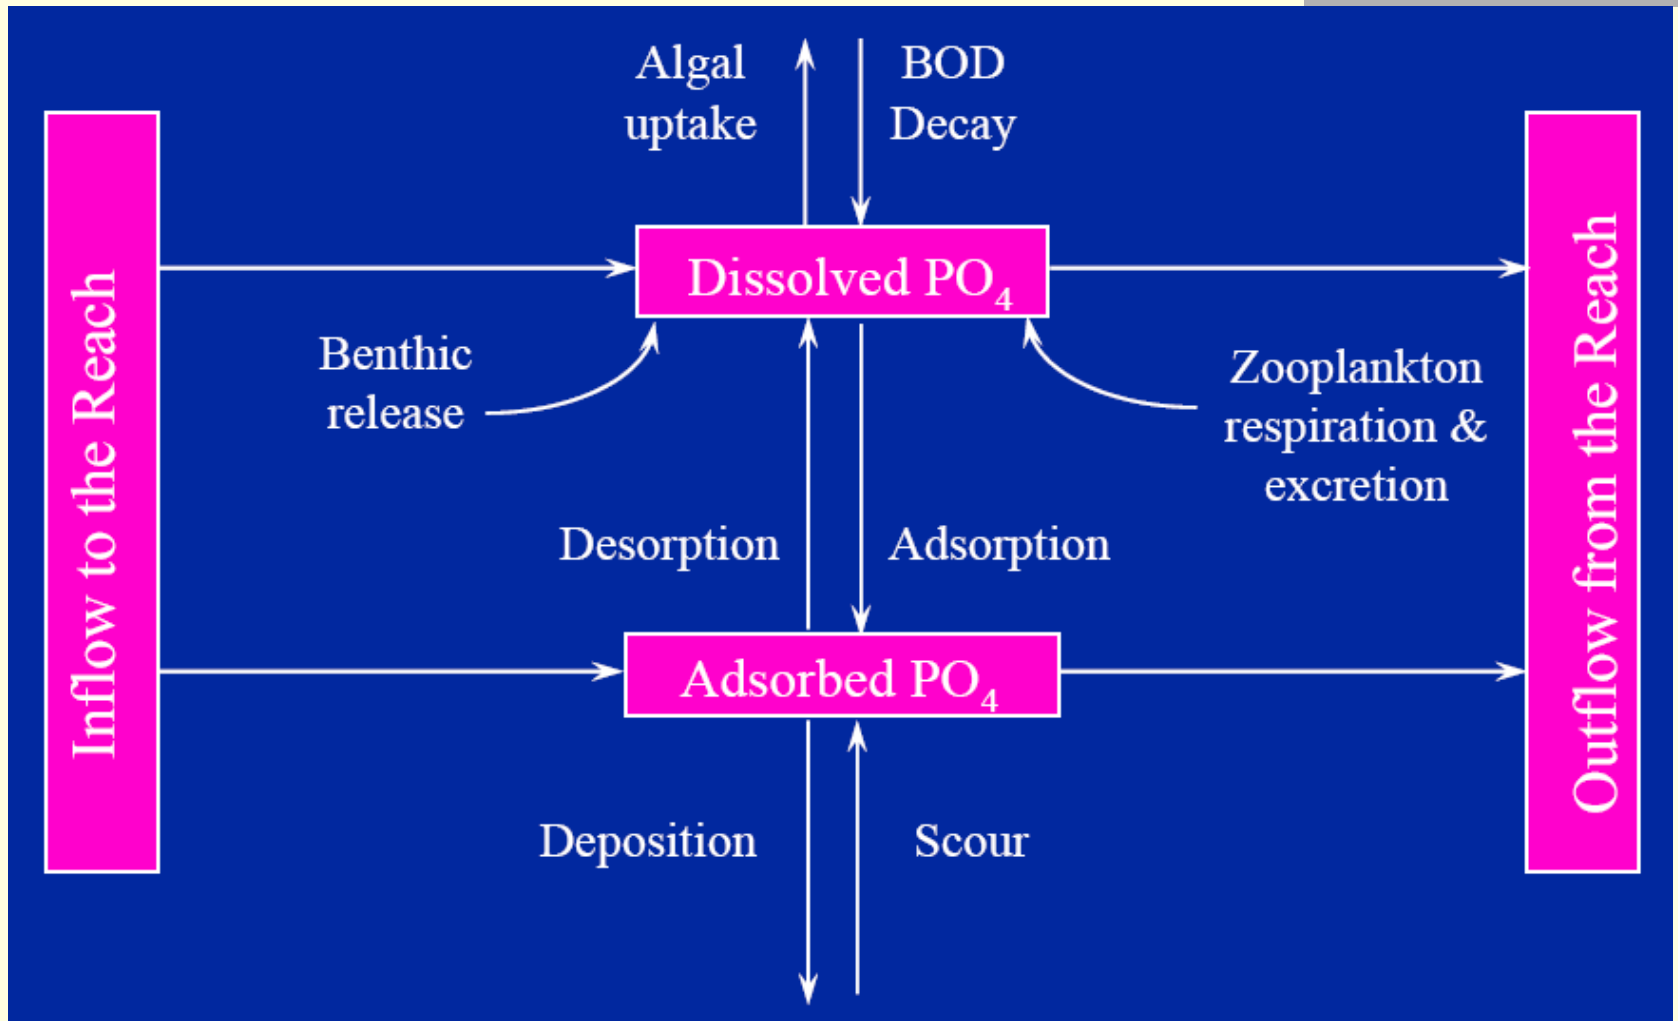 Algal
uptake
BOD
Decay
Inflow to the Reach
Dissolved PO₄
Outflow from the Reach
Benthic
release
Zooplankton
respiration &
excretion
Desorption
Adsorption
Adsorbed PO₄
Deposition
Scour